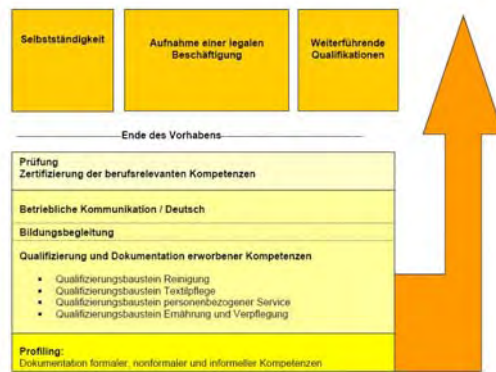 Selbstständigkeit
Aufnahme einer legalen
Beschäftigung
Weiterführende
Qualifikationen
Ende des Vorhabens
Prüfung
Zertifizierung der berufsrelevanten Kompetenzen
Betriebliche Kommunikation / Deutsch
Bildungsbegleitung
Qualifizierung und Dokumentation erworbener Kompetenzen
▪ Qualifizierungsbaustein Reinigung
▪ Qualifizierungsbaustein Textilpflege
▪ Qualifizierungsbaustein personenbezogener Service
▪ Qualifizierungsbaustein Ernährung und Verpflegung
Profiling:
Dokumentation formaler, nonformaler und informeller Kompetenzen